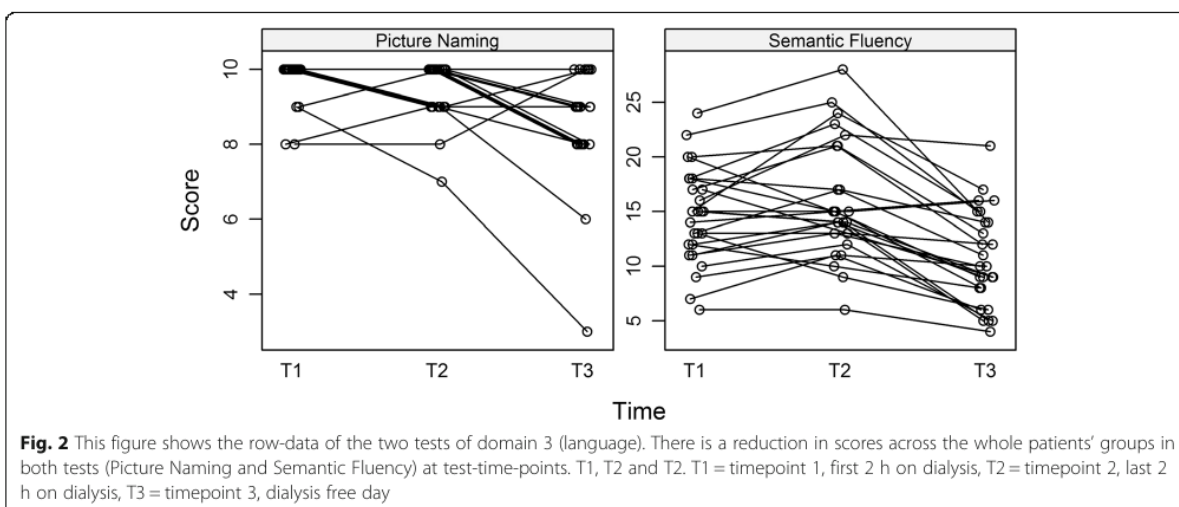 Picture Naming
Semantic Fluency
Score
10
8
6
4
25
20
15
10
5
T1 T2 T3
T1 T2 T3
Time
Fig. 2 This figure shows the row-data of the two tests of domain 3 (language). There is a reduction in scores across the whole patients’ groups in
both tests (Picture Naming and Semantic Fluency) at test-time-points. T1, T2 and T2. T1 = timepoint 1, first 2 h on dialysis, T2 = timepoint 2, last 2
h on dialysis, T3 = timepoint 3, dialysis free day